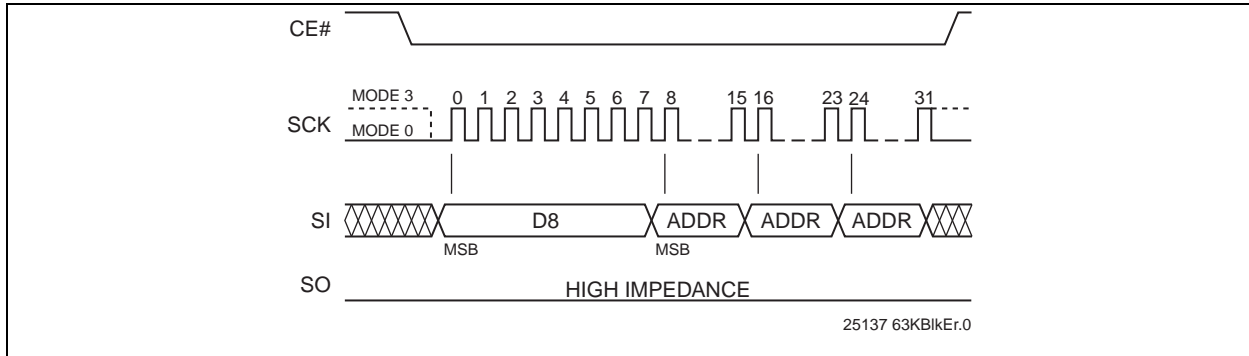 CE#
MODE 3
0 1 2 3 4 5 6 7 8 15 16 23 24 31
SCK
MODE 0
SI
D8 ADDR ADDR ADDR
MSB MSB
SO
HIGH IMPEDANCE
25137 63KBlkEr.0